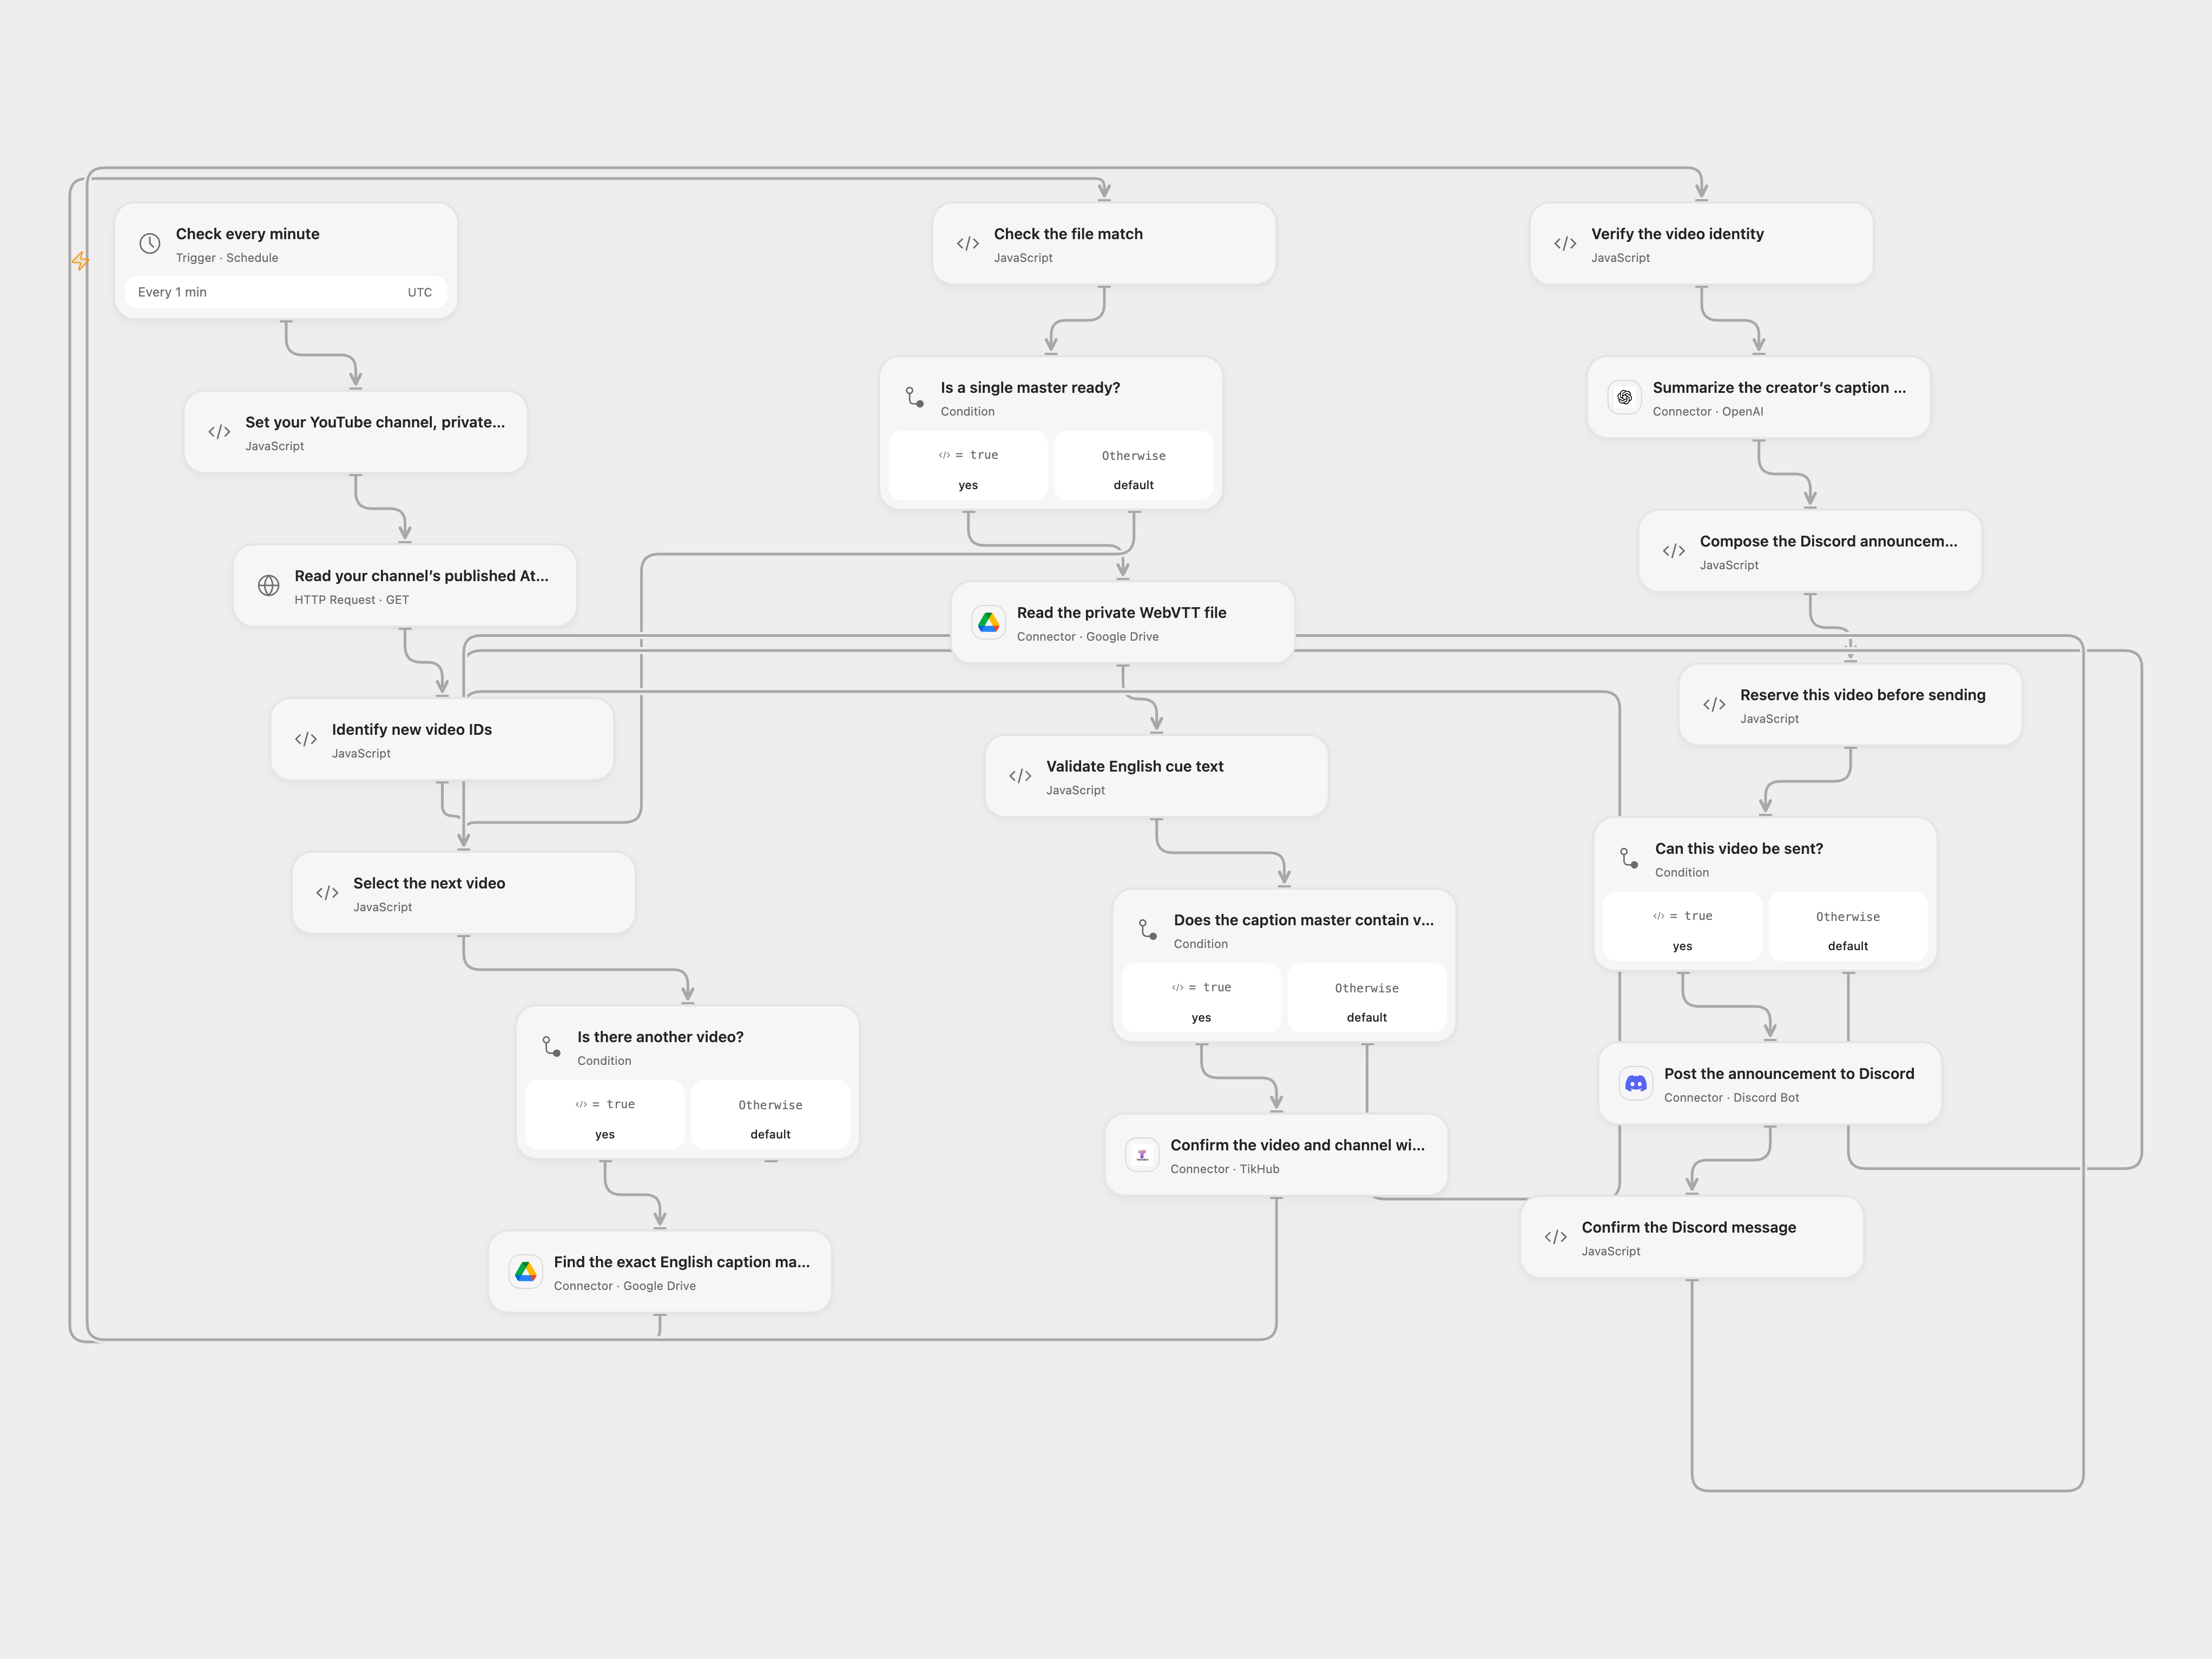 Check every minute
Trigger · Schedule
Every 1 min
UTC
Set your YouTube channel, private...
JavaScript
Read your channel’s published At...
HTTP Request · GET
Identify new video IDs
JavaScript
Select the next video
JavaScript
Is there another video?
Condition
</> = true
yes
Otherwise
default
Find the exact English caption ma...
Connector · Google Drive
Check the file match
JavaScript
Is a single master ready?
Condition
</> = true
yes
Otherwise
default
Read the private WebVTT file
Connector · Google Drive
Validate English cue text
JavaScript
Does the caption master contain v...
Condition
</> = true
yes
Otherwise
default
Confirm the video and channel wi...
Connector · TikHub
Verify the video identity
JavaScript
Summarize the creator’s caption ...
Connector · OpenAI
Compose the Discord announcem...
JavaScript
Reserve this video before sending
JavaScript
Can this video be sent?
Condition
</> = true
yes
Otherwise
default
Post the announcement to Discord
Connector · Discord Bot
Confirm the Discord message
JavaScript